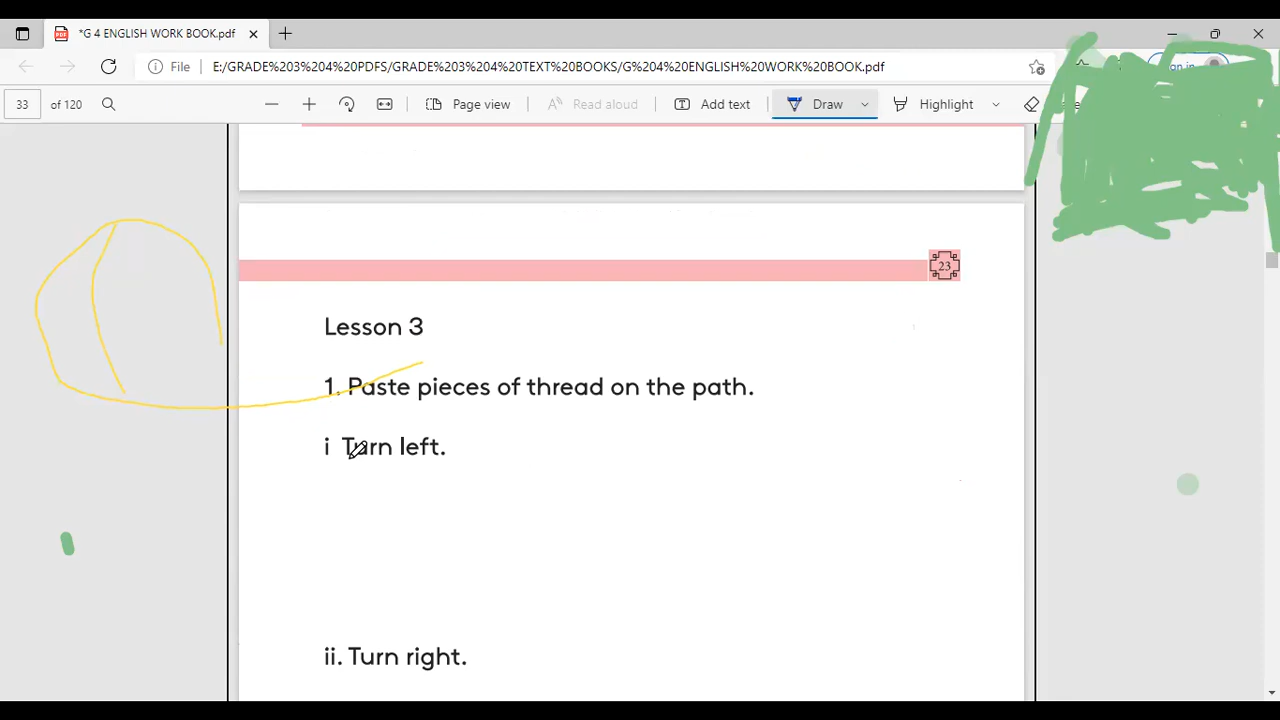 *G 4 ENGLISH WORK BOOK.pdf
File E:/GRADE%203%204%20PDFS/GRADE%204%20TEXT%20BOOKS/G%204%20ENGLISH%20WORK%20BOOK.pdf
33 of 120 Page view Read aloud Add text Draw Highlight
23
Lesson 3
1. Paste pieces of thread on the path.
i Turn left.
ii. Turn right.